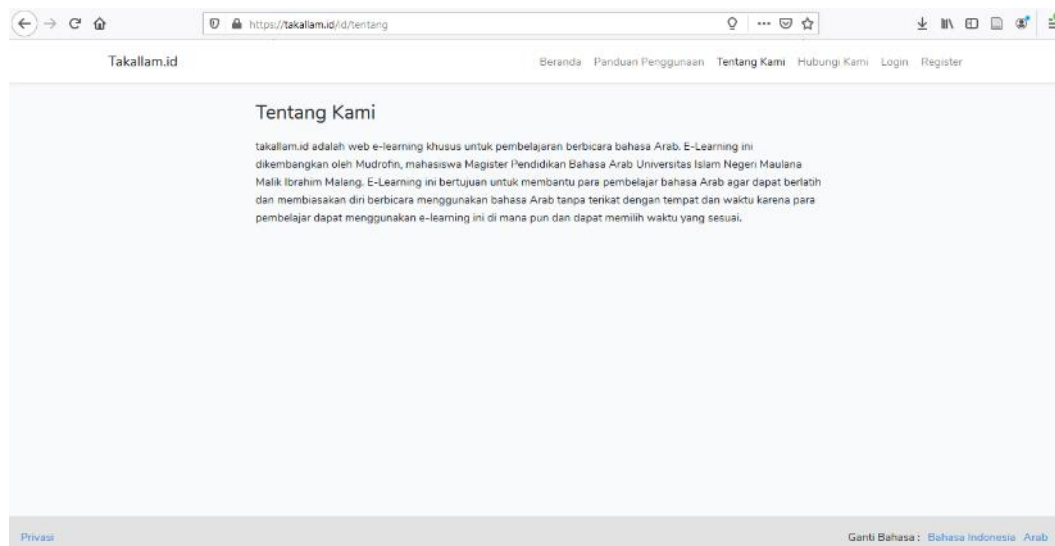 https://takallam.id/id/tentang
Takallam.id
Beranda Panduan Penggunaan Tentang Kami Hubungi Kami Login Register
Tentang Kami
takallam.id adalah web e-learning khusus untuk pembelajaran berbicara bahasa Arab. E-Learning ini
dikembangkan oleh Mudrofin, mahasiswa Magister Pendidikan Bahasa Arab Universitas Islam Negeri Maulana
Malik Ibrahim Malang. E-Learning ini bertujuan untuk membantu para pembelajar bahasa Arab agar dapat berlatih
dan membiasakan diri berbicara menggunakan bahasa Arab tanpa terikat dengan tempat dan waktu karena para
pembelajar dapat menggunakan e-learning ini di mana pun dan dapat memilih waktu yang sesuai.
Privasi Ganti Bahasa : Bahasa Indonesia Arab